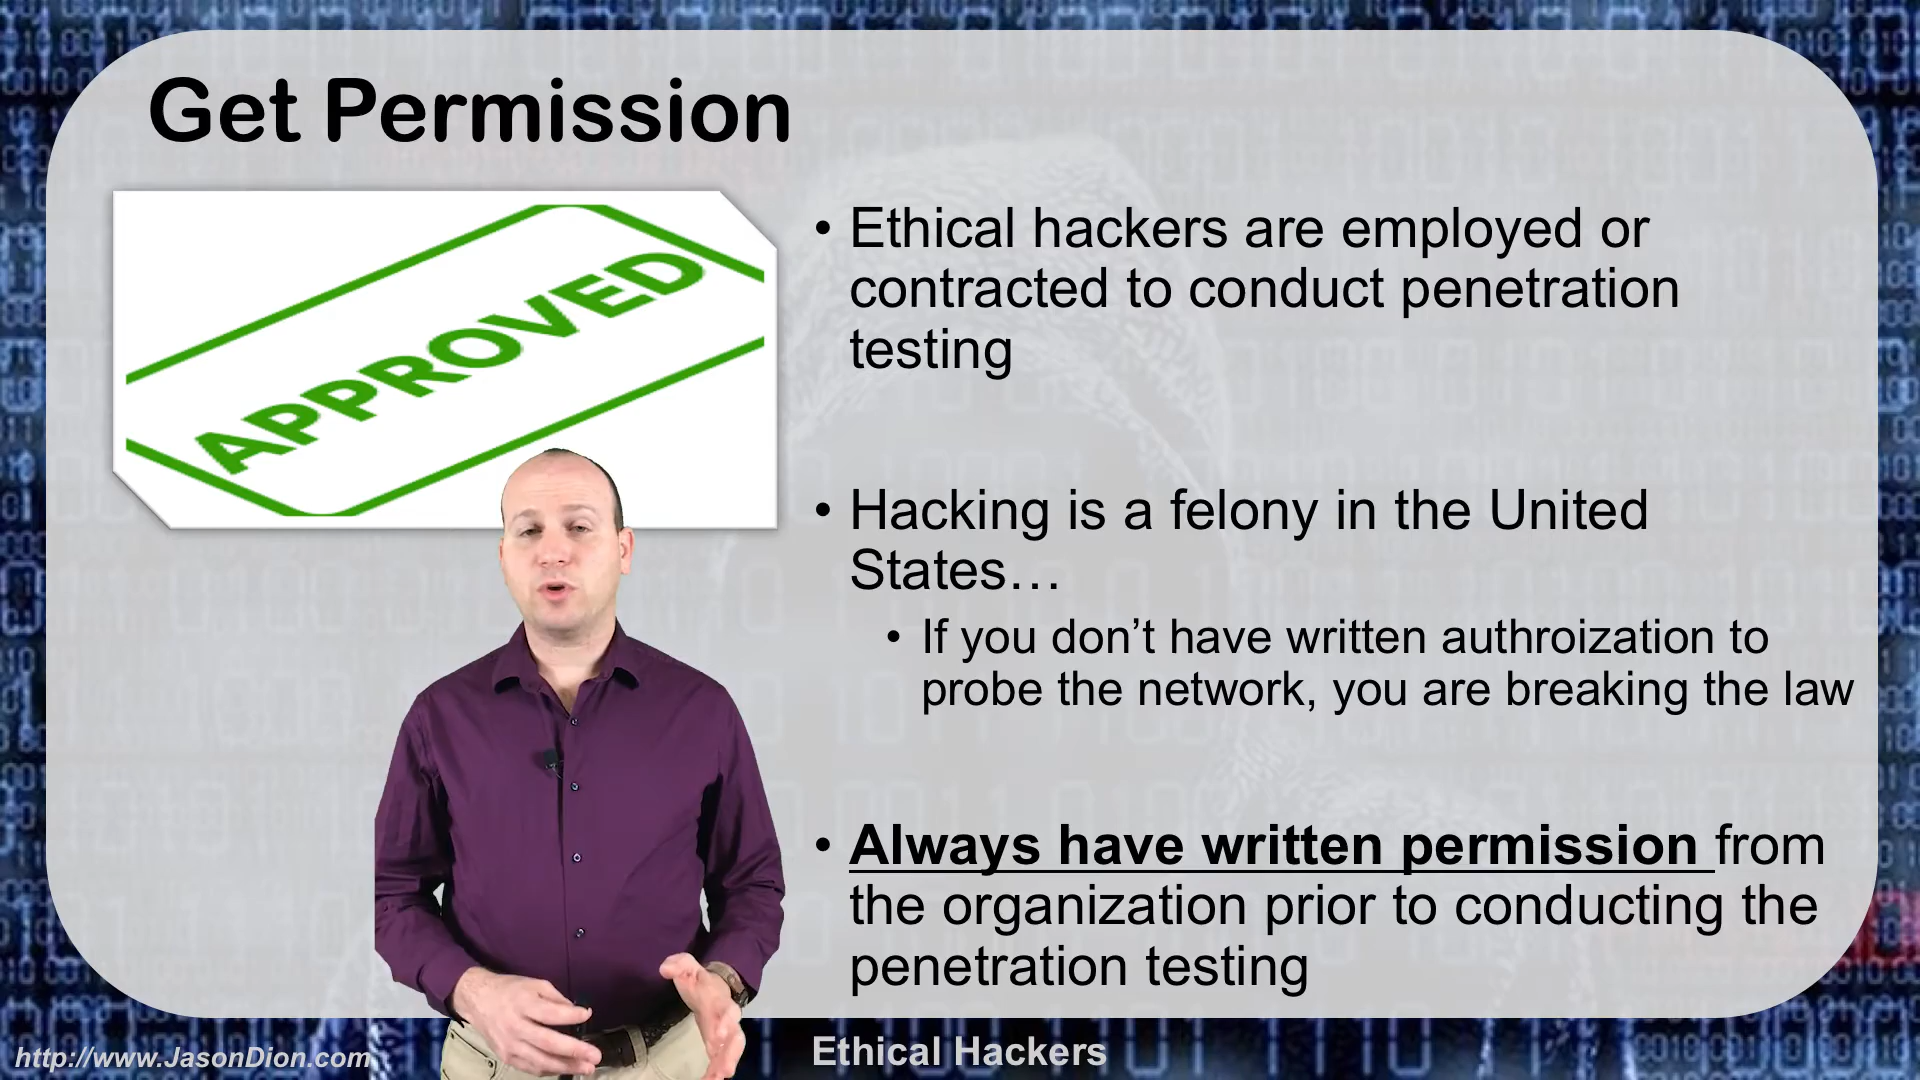 Get Permission
APPROVED
• Ethical hackers are employed or
contracted to conduct penetration
testing
• Hacking is a felony in the United
States…
• If you don’t have written authroization to
probe the network, you are breaking the law
• Always have written permission from
the organization prior to conducting the
penetration testing
http://www.JasonDion.com
Ethical Hackers